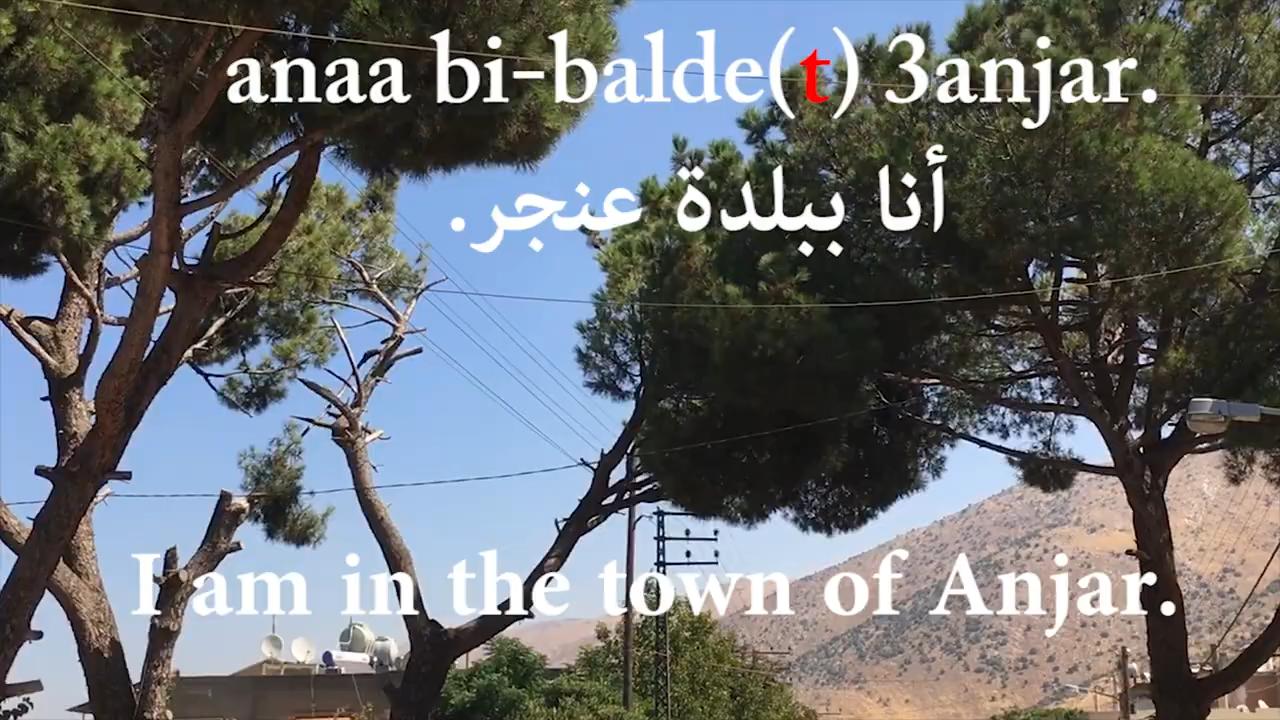 anaa bi-balde(t) 3anjar.
أنا ببلدة عنجر.
I am in the town of Anjar.